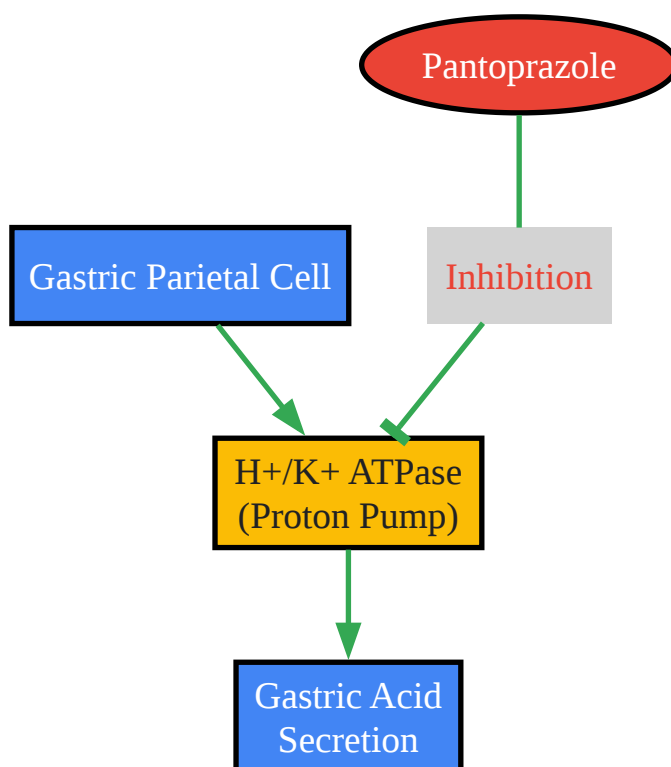 Pantoprazole
Gastric Parietal Cell
Inhibition
H+/K+ ATPase
(Proton Pump)
Gastric Acid
Secretion